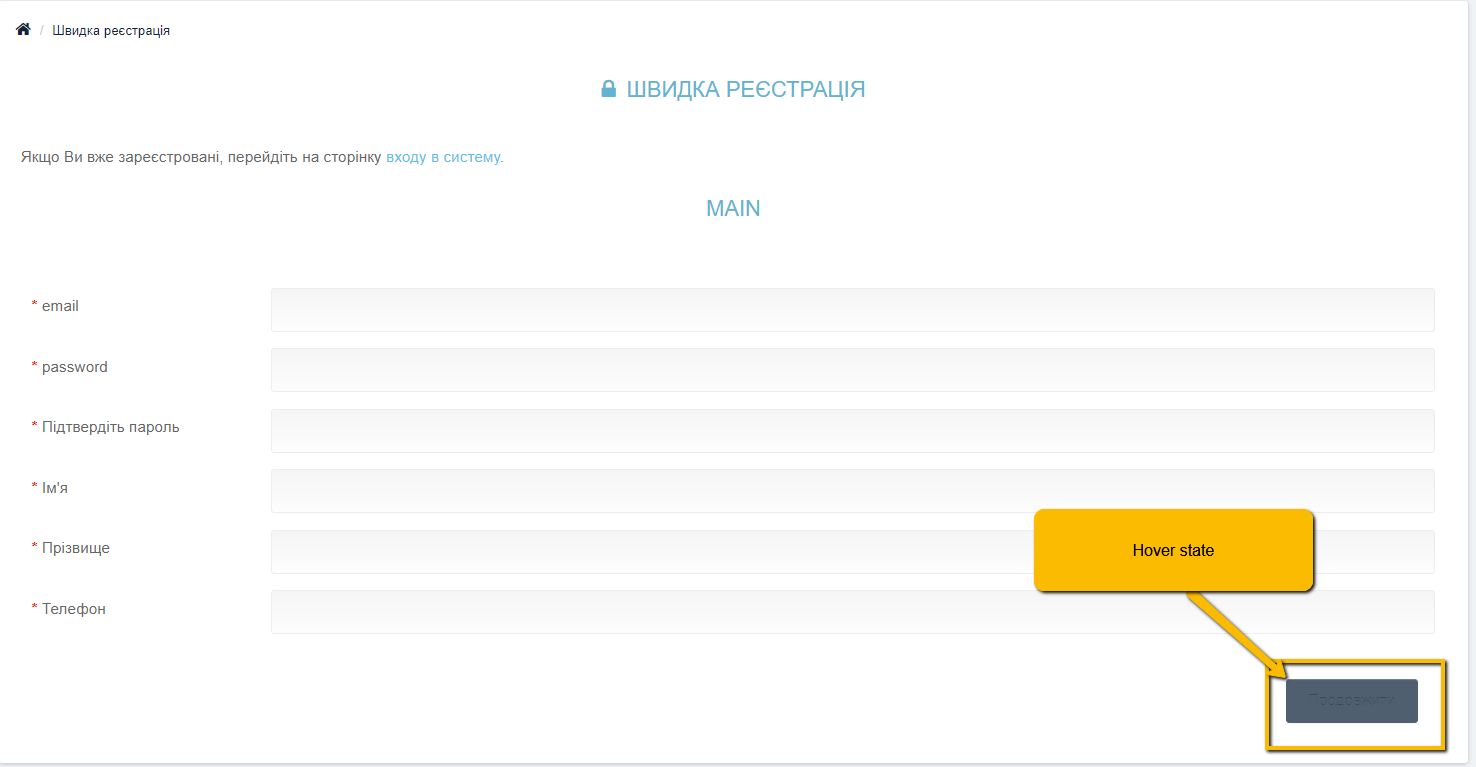 / Швидка реєстрація
ШВИДКА РЕЄСТРАЦІЯ
Якщо Ви вже зареєстровані, перейдіть на сторінку входу в систему.
MAIN
* email
* password
* Підтвердіть пароль
* Ім'я
* Прізвище
* Телефон
Hover state
Продовжити